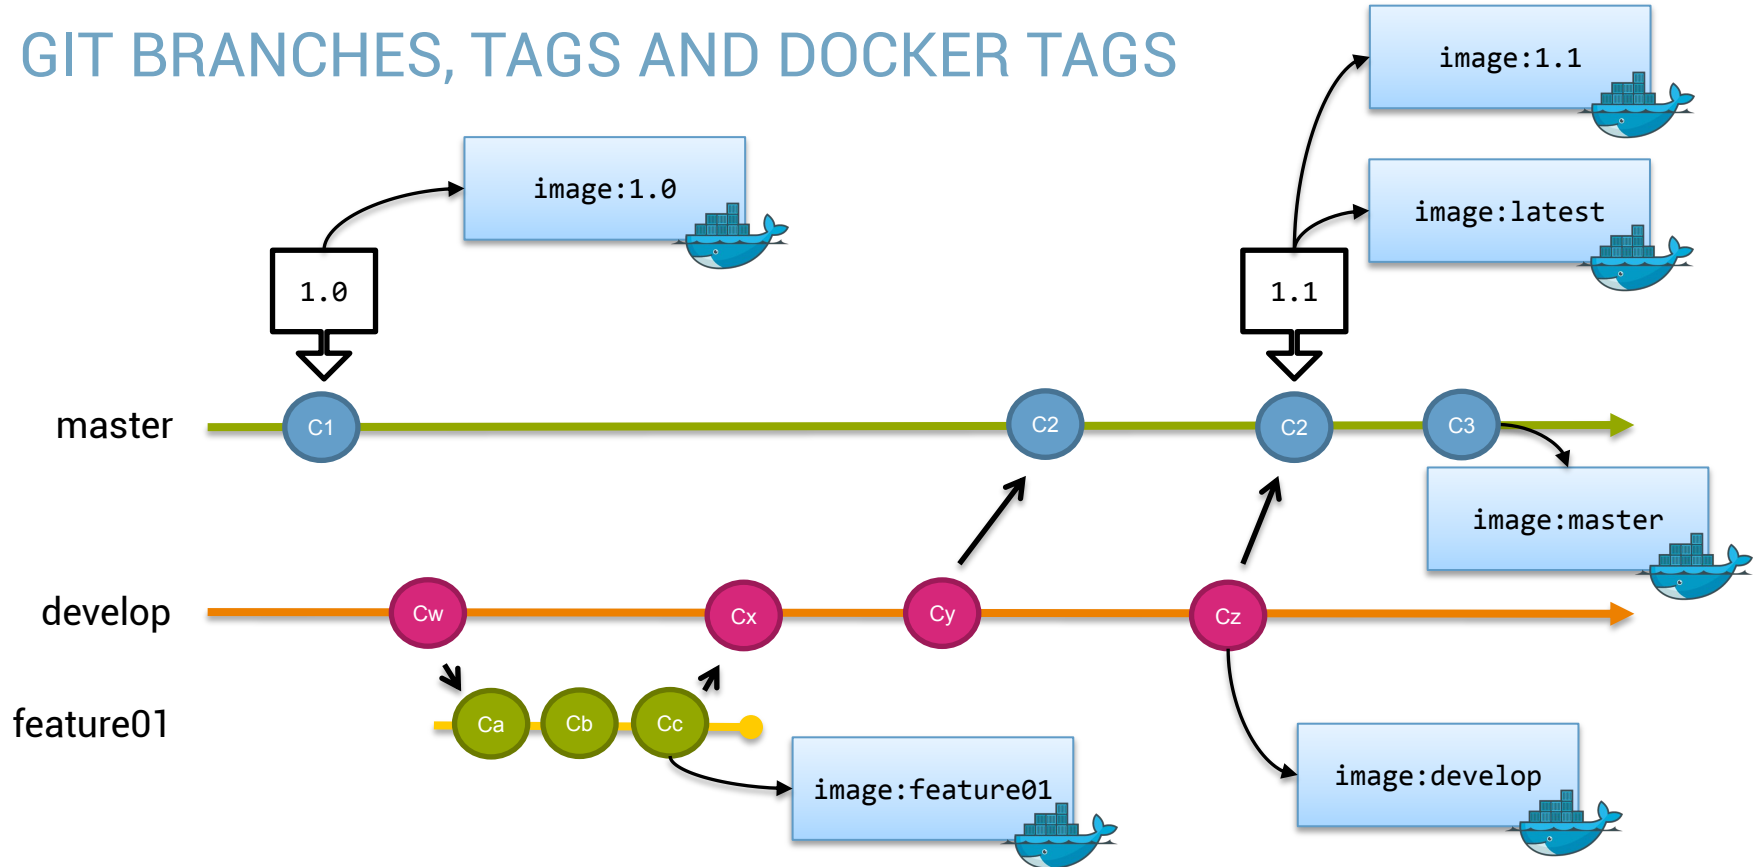 GIT BRANCHES, TAGS AND DOCKER TAGS
image:1.1
image:1.0
image:latest
1.0
1.1
master
C1
C2
C2
C3
image:master
develop
Cw
Cx
Cy
Cz
feature01
Ca
Cb
Cc
image:feature01
image:develop